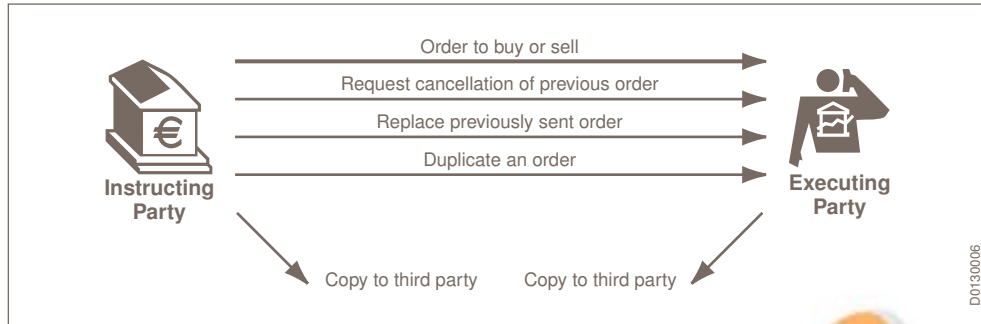 Order to buy or sell
Request cancellation of previous order
Replace previously sent order
Duplicate an order
€
Instructing
Party
Executing
Party
Copy to third party
Copy to third party
D0130006